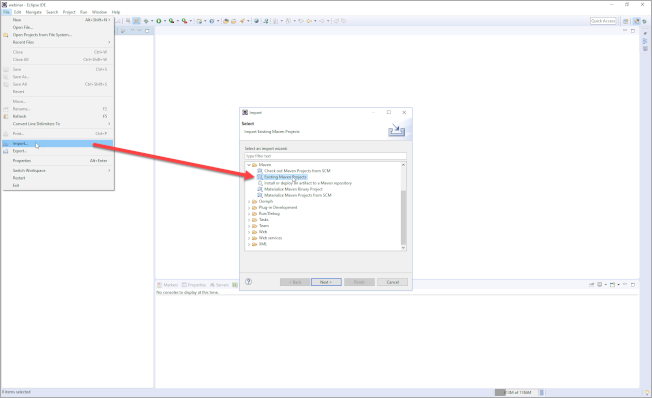 webinar - Eclipse IDE
File Edit Navigate Search Project Run Window Help
Quick Access
New Alt+Shift+N >
Open File...
Open Projects from File System...
Recent Files >
Close Ctrl+W
Close All Ctrl+Shift+W
Save Ctrl+S
Save As...
Save All Ctrl+Shift+S
Revert
Move...
Rename... F2
Refresh F5
Convert Line Delimiters To >
Print... Ctrl+P
Import...
Export...
Properties Alt+Enter
Switch Workspace >
Restart
Exit
Import
Select
Import Existing Maven Projects
Select an import wizard:
type filter text
Maven
Check out Maven Projects from SCM
Existing Maven Projects
Install or deploy an artifact to a Maven repository
Materialize Maven Binary Project
Materialize Maven Projects from SCM
Oomph
Plug-in Development
Run/Debug
Tasks
Team
Web
Web services
XML
< Back Next > Finish Cancel
Markers Properties Servers
No consoles to display at this time.
0 items selected